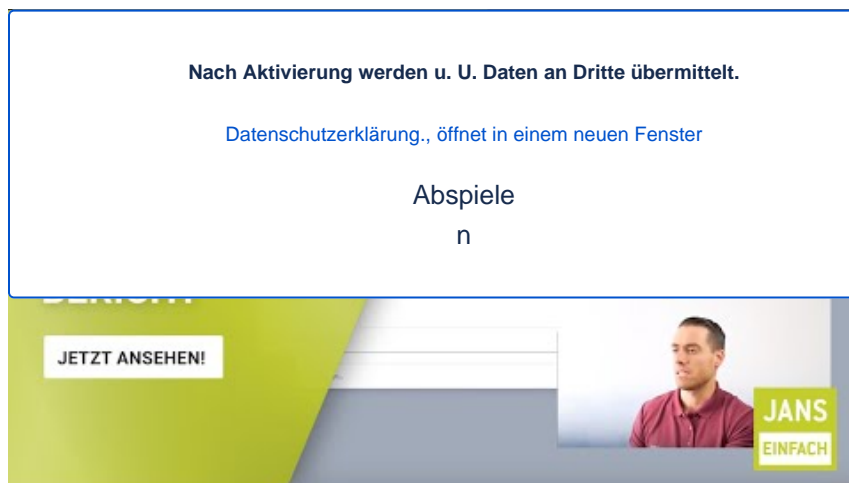 Nach Aktivierung werden u. U. Daten an Dritte übermittelt.
Datenschutzerklärung., öffnet in einem neuen Fenster
Abspiele
n
JETZT ANSEHEN!
JANS
EINFACH